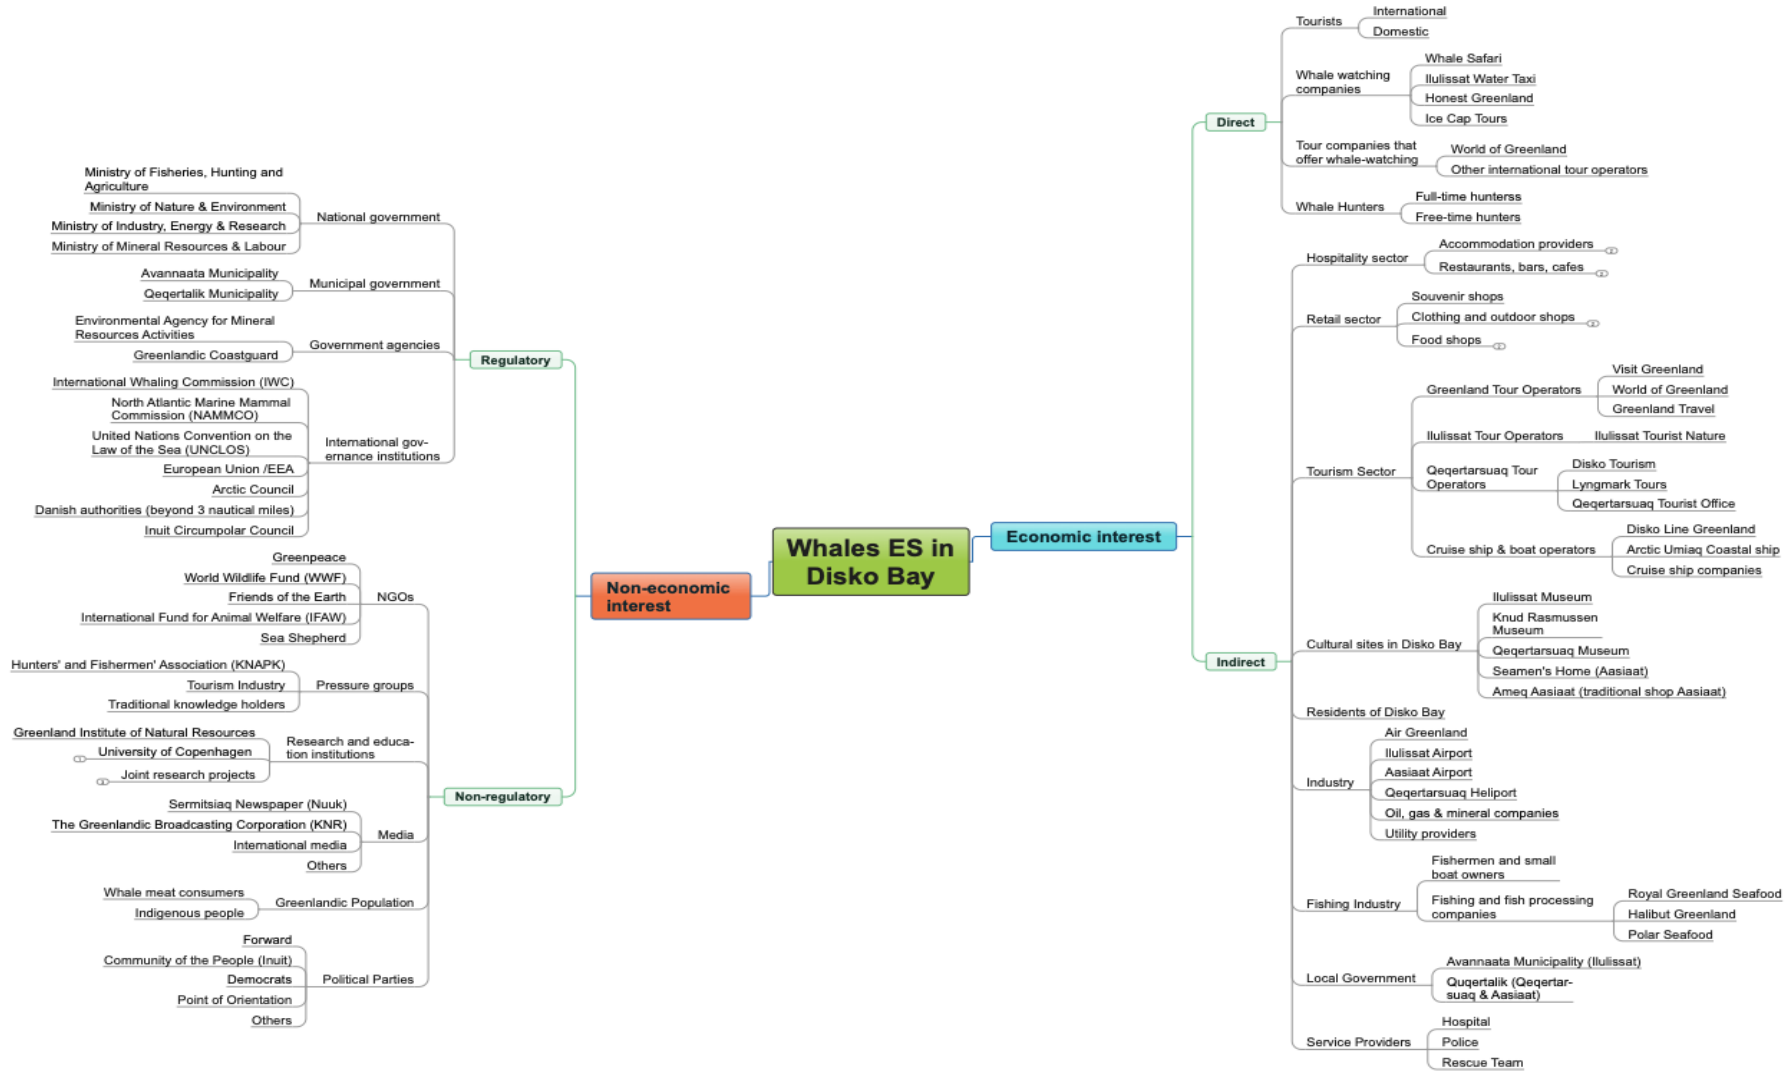 Whales ES in
Disko Bay
Economic interest
Direct
Tourists
International
Domestic
Whale watching
companies
Whale Safari
Ilulissat Water Taxi
Honest Greenland
Ice Cap Tours
Tour companies that
offer whale-watching
World of Greenland
Other international tour operators
Whale Hunters
Full-time hunterss
Free-time hunters
Indirect
Hospitality sector
Accommodation providers
Restaurants, bars, cafes
Retail sector
Souvenir shops
Clothing and outdoor shops
Food shops
Tourism Sector
Greenland Tour Operators
Visit Greenland
World of Greenland
Greenland Travel
Ilulissat Tour Operators
Ilulissat Tourist Nature
Qeqertarsuaq Tour
Operators
Disko Tourism
Lyngmark Tours
Qeqertarsuaq Tourist Office
Cruise ship & boat operators
Disko Line Greenland
Arctic Umiaq Coastal ship
Cruise ship companies
Cultural sites in Disko Bay
Ilulissat Museum
Knud Rasmussen
Museum
Qeqertarsuaq Museum
Seamen's Home (Aasiaat)
Ameq Aasiaat (traditional shop Aasiaat)
Residents of Disko Bay
Industry
Air Greenland
Ilulissat Airport
Aasiaat Airport
Qeqertarsuaq Heliport
Oil, gas & mineral companies
Utility providers
Fishing Industry
Fishermen and small
boat owners
Fishing and fish processing
companies
Royal Greenland Seafood
Halibut Greenland
Polar Seafood
Local Government
Avannaata Municipality (Ilulissat)
Quqertalik (Qeqertar-
suaq & Aasiaat)
Service Providers
Hospital
Police
Rescue Team
Non-economic
interest
Regulatory
National government
Ministry of Fisheries, Hunting and
Agriculture
Ministry of Nature & Environment
Ministry of Industry, Energy & Research
Ministry of Mineral Resources & Labour
Municipal government
Avannaata Municipality
Qeqertalik Municipality
Government agencies
Environmental Agency for Mineral
Resources Activities
Greenlandic Coastguard
International gov-
ernance institutions
International Whaling Commission (IWC)
North Atlantic Marine Mammal
Commission (NAMMCO)
United Nations Convention on the
Law of the Sea (UNCLOS)
European Union /EEA
Arctic Council
Danish authorities (beyond 3 nautical miles)
Inuit Circumpolar Council
Non-regulatory
NGOs
Greenpeace
World Wildlife Fund (WWF)
Friends of the Earth
International Fund for Animal Welfare (IFAW)
Sea Shepherd
Pressure groups
Hunters' and Fishermen' Association (KNAPK)
Tourism Industry
Traditional knowledge holders
Research and educa-
tion institutions
Greenland Institute of Natural Resources
University of Copenhagen
Joint research projects
Media
Sermitsiaq Newspaper (Nuuk)
The Greenlandic Broadcasting Corporation (KNR)
International media
Others
Greenlandic Population
Whale meat consumers
Indigenous people
Political Parties
Forward
Community of the People (Inuit)
Democrats
Point of Orientation
Others